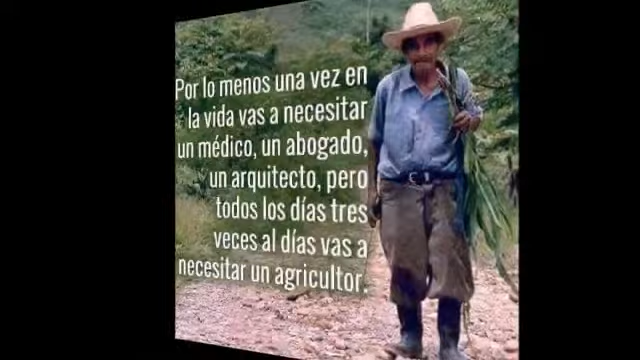 Por lo menos una vez en
la vida vas a necesitar
un médico, un abogado,
un arquitecto, pero
todos los días tres
veces al días vas a
necesitar un agricultor.